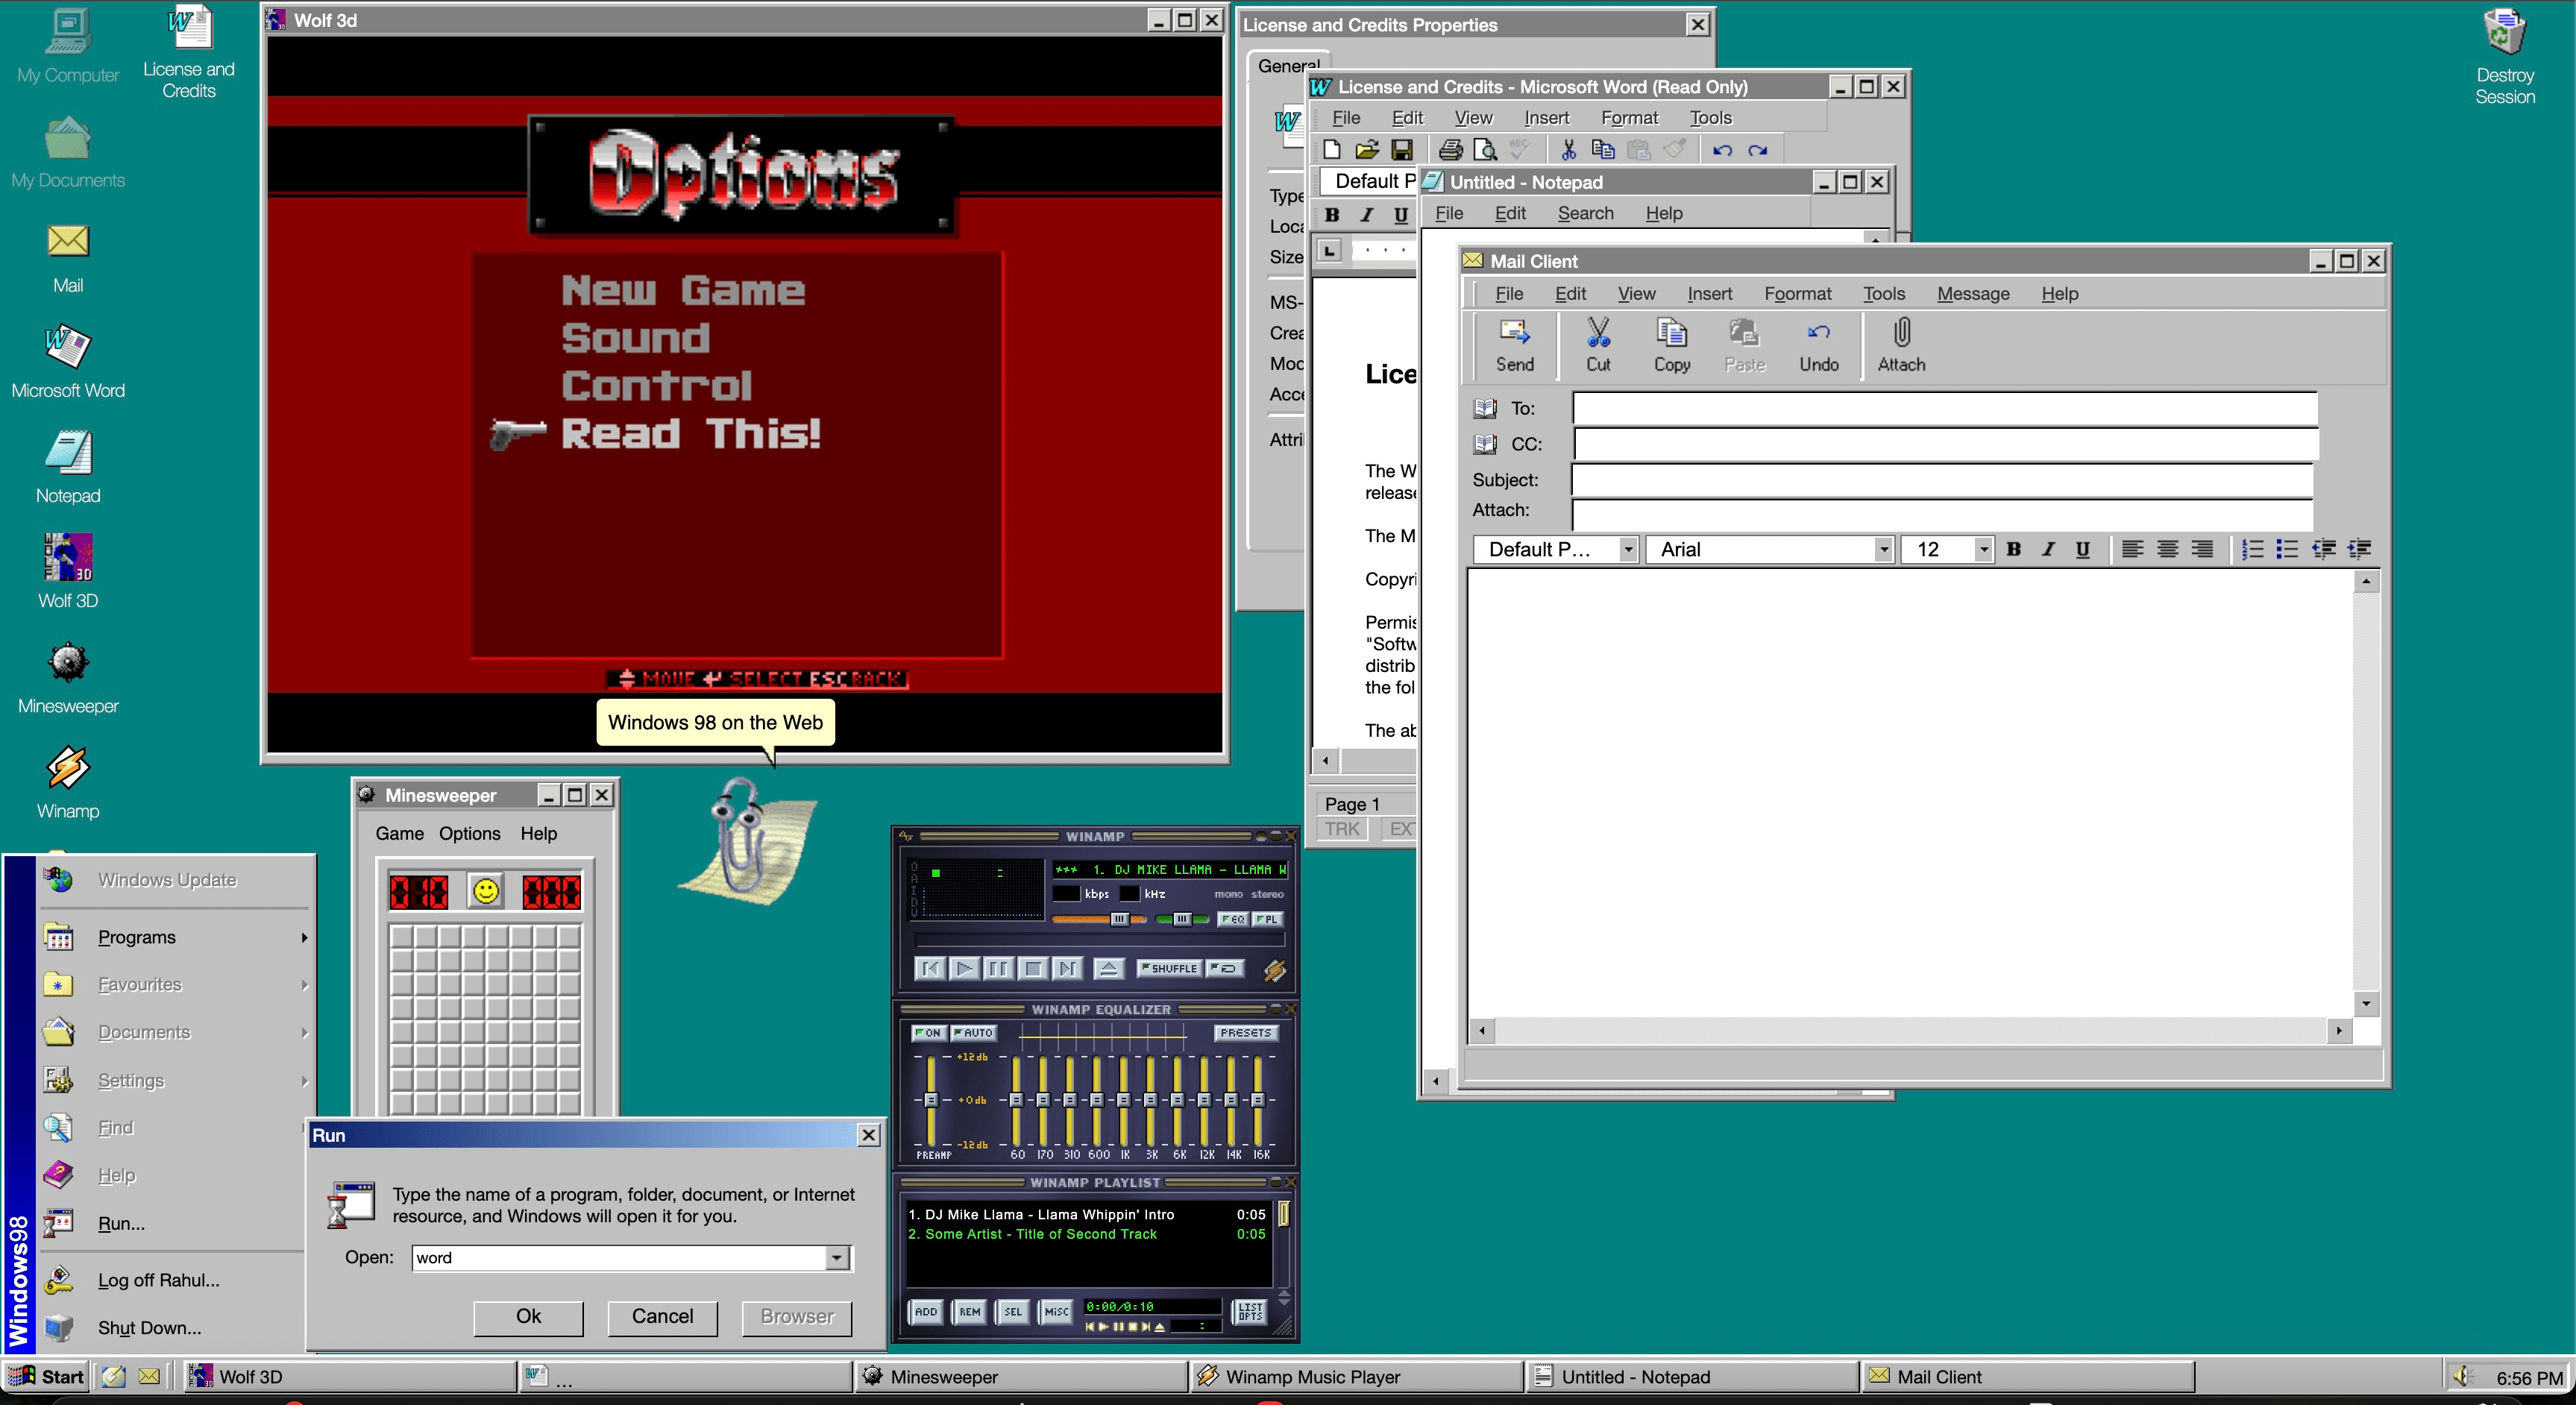 My Computer
License and
Credits
My Documents
Mail
Microsoft Word
Notepad
Wolf 3D
Minesweeper
Winamp
Destroy
Session
Wolf 3d
Options
New Game
Sound
Control
Read This!
MOVE SELECT ESC BACK
Windows 98 on the Web
License and Credits Properties
General
Type
Loca
Size
MS-
Crea
Mod
Acce
Attri
License and Credits - Microsoft Word (Read Only)
File Edit View Insert Format Tools
Default P
B I U
L
Lice
The W
release
The M
Copyri
Permis
"Softw
distrib
the fol
The ab
Page 1
TRK EXT
Untitled - Notepad
File Edit Search Help
Mail Client
File Edit View Insert Foormat Tools Message Help
Send Cut Copy Paste Undo Attach
To:
CC:
Subject:
Attach:
Default P... Arial 12 B I U
Minesweeper
Game Options Help
WINAMP
*** 1. DJ MIKE LLAMA - LLAMA W
kbps kHz mono stereo
EQ PL
SHUFFLE
WINAMP EQUALIZER
ON AUTO PRESETS
+12db
+0db
-12db
PREAMP 60 170 310 600 1K 3K 6K 12K 14K 16K
WINAMP PLAYLIST
1. DJ Mike Llama - Llama Whippin' Intro 0:05
2. Some Artist - Title of Second Track 0:05
ADD REM SEL MISC 0:00/0:10 LIST OPTS
Windows98
Windows Update
Programs
Favourites
Documents
Settings
Find
Help
Run...
Log off Rahul...
Shut Down...
Run
Type the name of a program, folder, document, or Internet
resource, and Windows will open it for you.
Open: word
Ok Cancel Browser
Start Wolf 3D ... Minesweeper Winamp Music Player Untitled - Notepad Mail Client 6:56 PM